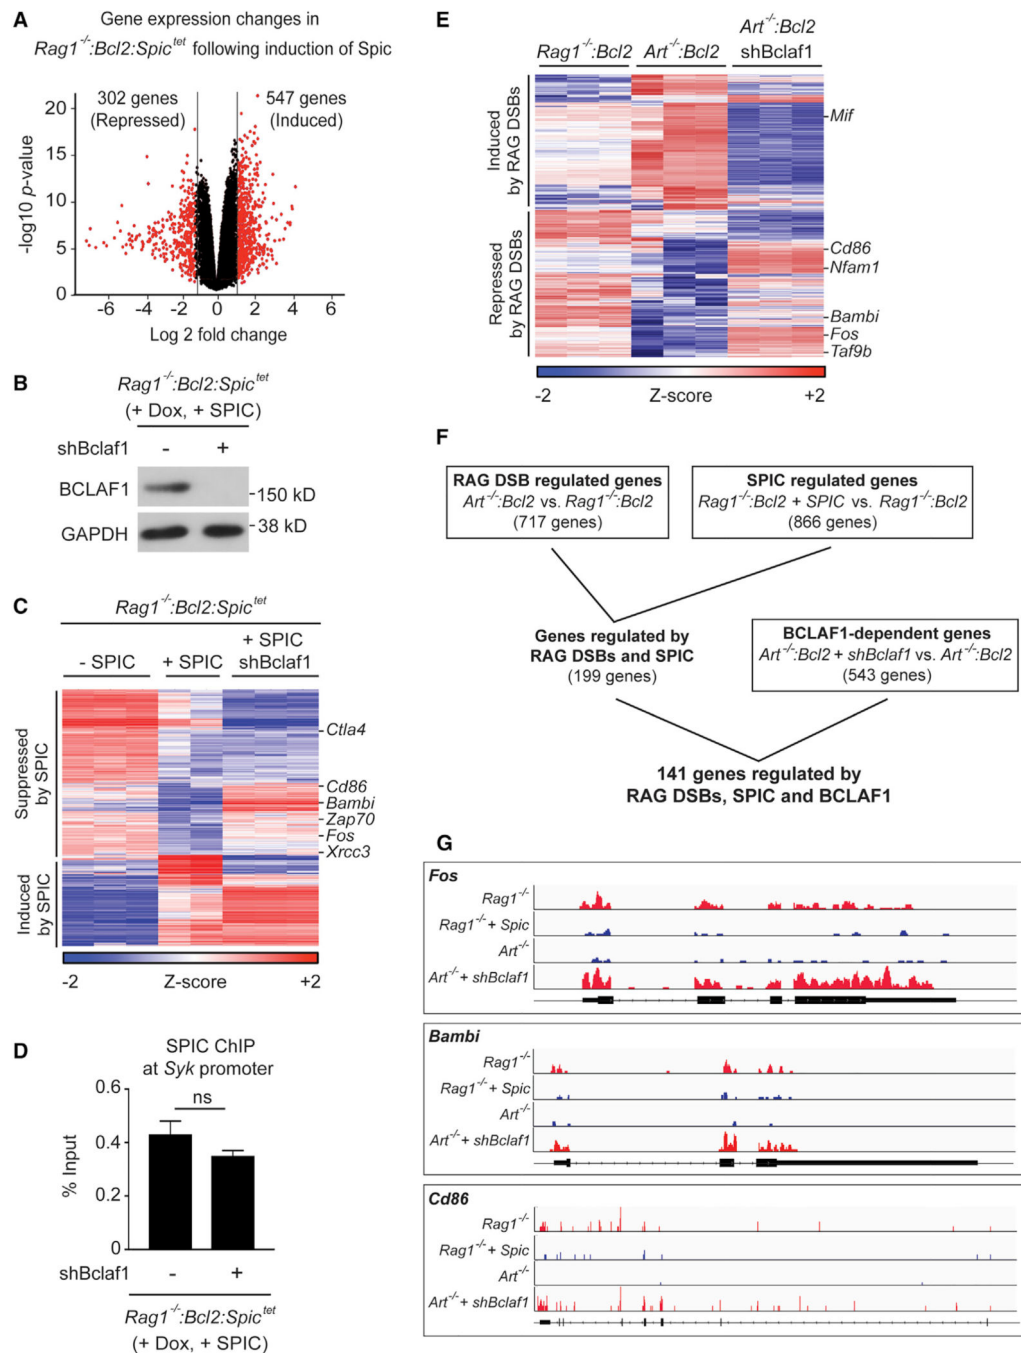 A
Gene expression changes in
Rag1-/-:Bcl2:Spictet following induction of Spic
302 genes
(Repressed)
547 genes
(Induced)
20
15
10
5
0
-log10 p-value
-6 -4 -2 0 2 4 6
Log 2 fold change
B
Rag1-/-:Bcl2:Spictet
(+ Dox, + SPIC)
shBclaf1 - +
BCLAF1
-150 kD
GAPDH
-38 kD
C
Rag1-/-:Bcl2:Spictet
- SPIC
+ SPIC
+ SPIC
shBclaf1
Suppressed
by SPIC
Induced
by SPIC
Ctla4
Cd86
Bambi
Zap70
Fos
Xrcc3
-2 Z-score +2
D
SPIC ChIP
at Syk promoter
ns
0.6
0.4
0.2
0
% Input
shBclaf1 - +
Rag1-/-:Bcl2:Spictet
(+ Dox, + SPIC)
E
Rag1-/-:Bcl2
Art-/-:Bcl2
Art-/-:Bcl2
shBclaf1
Induced
by RAG DSBs
Repressed
by RAG DSBs
Mif
Cd86
Nfam1
Bambi
Fos
Taf9b
-2 Z-score +2
F
RAG DSB regulated genes
Art-/-:Bcl2 vs. Rag1-/-:Bcl2
(717 genes)
SPIC regulated genes
Rag1-/-:Bcl2 + SPIC vs. Rag1-/-:Bcl2
(866 genes)
Genes regulated by
RAG DSBs and SPIC
(199 genes)
BCLAF1-dependent genes
Art-/-:Bcl2 + shBclaf1 vs. Art-/-:Bcl2
(543 genes)
141 genes regulated by
RAG DSBs, SPIC and BCLAF1
G
Fos
Rag1-/-
Rag1-/- + Spic
Art-/-
Art-/- + shBclaf1
Bambi
Rag1-/-
Rag1-/- + Spic
Art-/-
Art-/- + shBclaf1
Cd86
Rag1-/-
Rag1-/- + Spic
Art-/-
Art-/- + shBclaf1